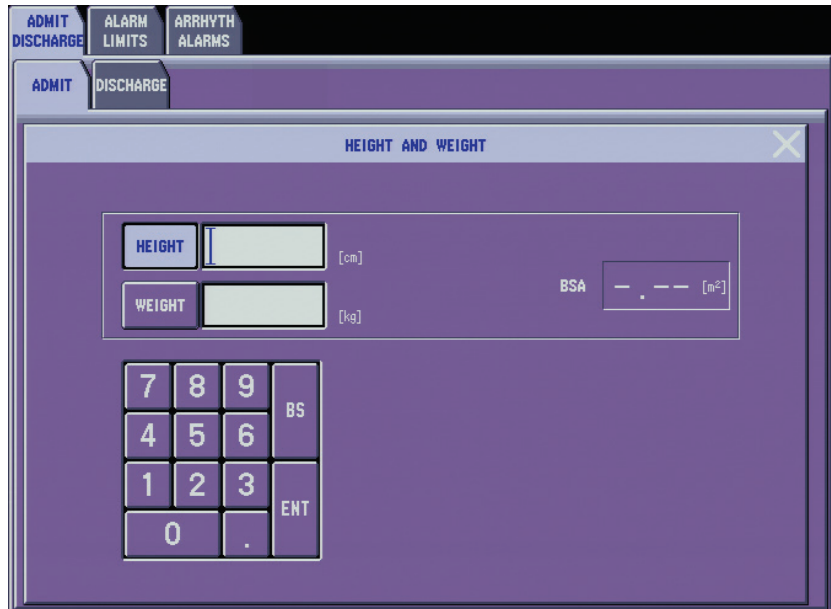 ADMIT
DISCHARGE
ALARM
LIMITS
ARRHYTH
ALARMS
ADMIT
DISCHARGE
HEIGHT AND WEIGHT
HEIGHT
[cm]
WEIGHT
[kg]
BSA
-.-- [m²]
7 8 9 BS
4 5 6
1 2 3 ENT
0 .